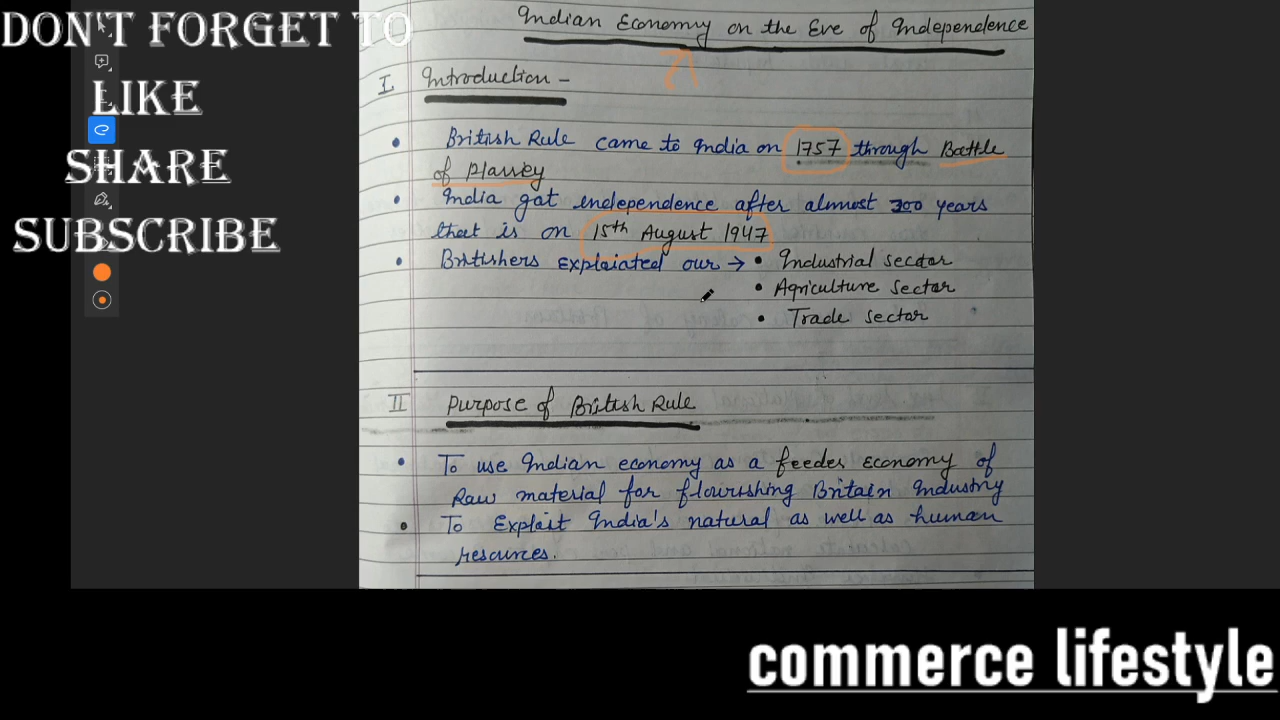 DON'T FORGET TO
LIKE
SHARE
SUBSCRIBE
Indian Economy on the Eve of Independence
I Introduction -
• British Rule came to India on 1757 through Battle
of Plassey
• India got independence after almost 200 years
that is on 15th August 1947
• Britishers explaiated our → • Industrial sector
• Agriculture sector
• Trade sector
II Purpose of British Rule
• To use Indian economy as a feeder economy of
Raw material for flourishing Britain Industry
• To Exploit India's natural as well as human
resources.
commerce lifestyle